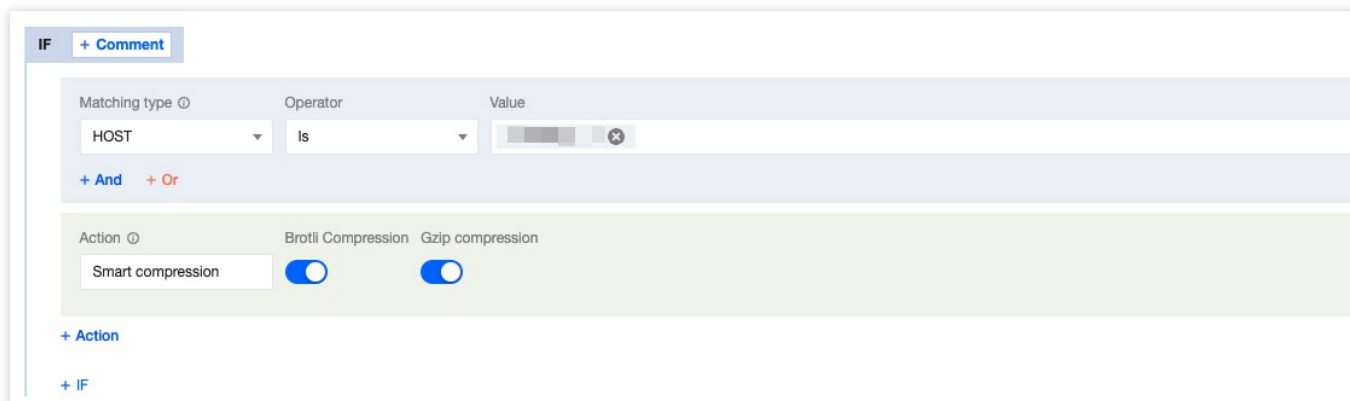 IF + Comment
Matching type Operator Value
HOST Is
+ And + Or
Action Brotli Compression Gzip compression
Smart compression
+ Action
+ IF